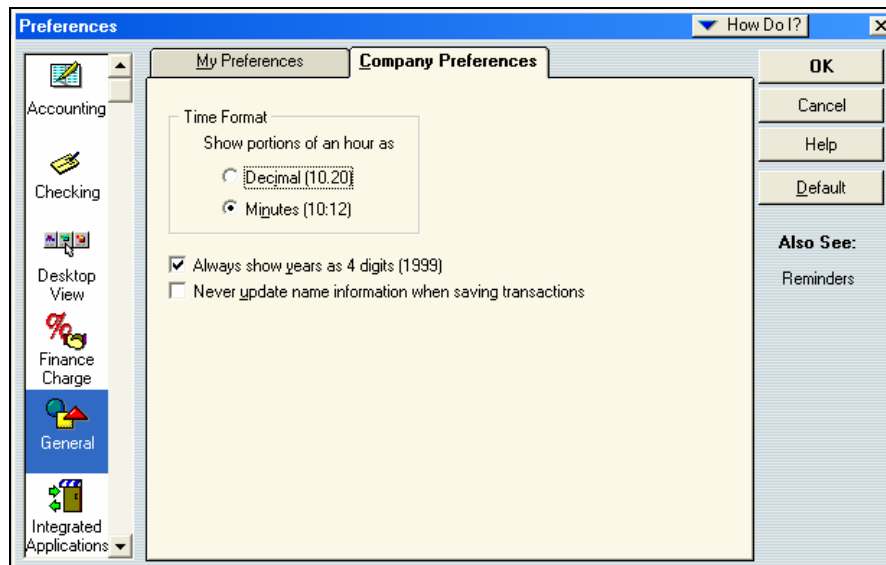 Preferences
How Do I?
My Preferences
Company Preferences
Accounting
Checking
Desktop
View
Finance
Charge
General
Integrated
Applications
Time Format
Show portions of an hour as
Decimal (10.20)
Minutes (10:12)
Always show years as 4 digits (1999)
Never update name information when saving transactions
OK
Cancel
Help
Default
Also See:
Reminders